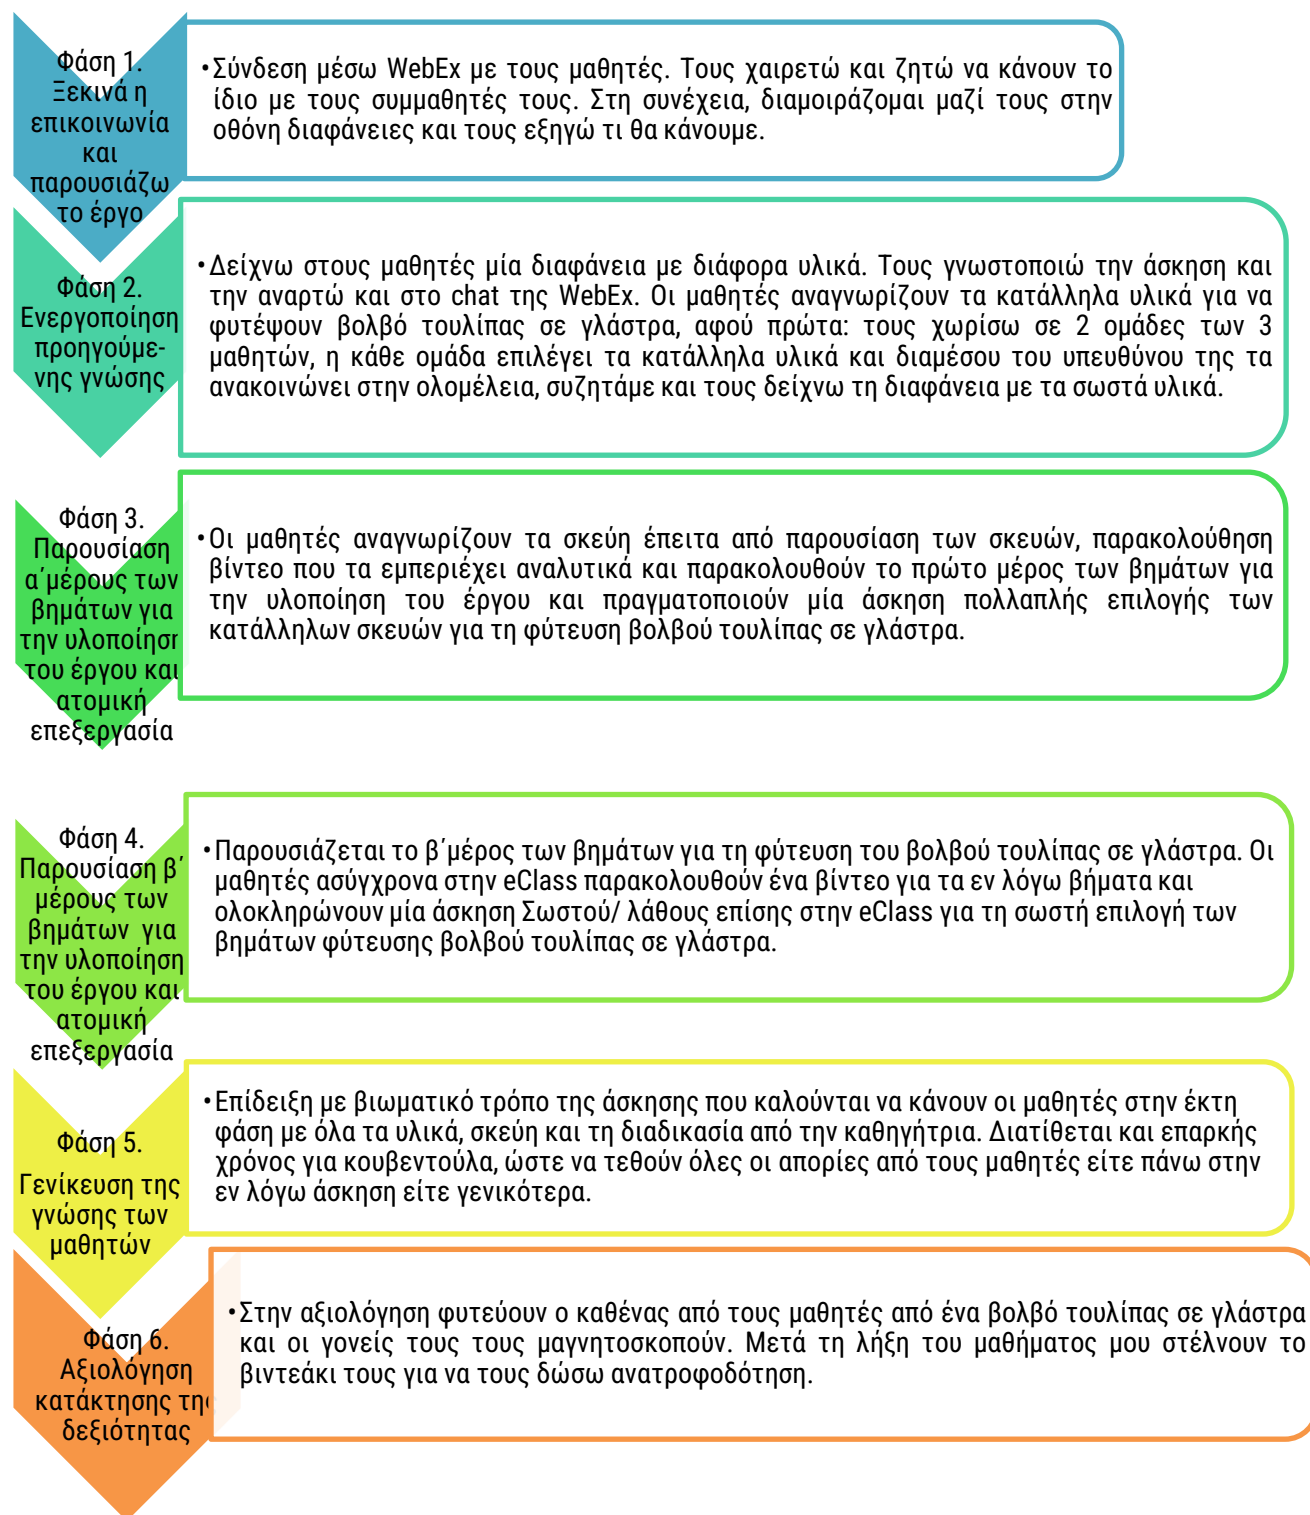 Φάση 1.
Ξεκινά η
επικοινωνία
και
παρουσιάζω
το έργο
•Σύνδεση μέσω WebEx με τους μαθητές. Τους χαιρετώ και ζητώ να κάνουν το
ίδιο με τους συμμαθητές τους. Στη συνέχεια, διαμοιράζομαι μαζί τους στην
οθόνη διαφάνειες και τους εξηγώ τι θα κάνουμε.
Φάση 2.
Ενεργοποίηση
προηγούμε-
νης γνώσης
•Δείχνω στους μαθητές μία διαφάνεια με διάφορα υλικά. Τους γνωστοποιώ την άσκηση και
την αναρτώ και στο chat της WebEx. Οι μαθητές αναγνωρίζουν τα κατάλληλα υλικά για να
φυτέψουν βολβό τουλίπας σε γλάστρα, αφού πρώτα: τους χωρίσω σε 2 ομάδες των 3
μαθητών, η κάθε ομάδα επιλέγει τα κατάλληλα υλικά και διαμέσου του υπευθύνου της τα
ανακοινώνει στην ολομέλεια, συζητάμε και τους δείχνω τη διαφάνεια με τα σωστά υλικά.
Φάση 3.
Παρουσίαση
α΄μέρους των
βημάτων για
την υλοποίηση
του έργου και
ατομική
επεξεργασία
•Οι μαθητές αναγνωρίζουν τα σκεύη έπειτα από παρουσίαση των σκευών, παρακολούθηση
βίντεο που τα εμπεριέχει αναλυτικά και παρακολουθούν το πρώτο μέρος των βημάτων για
την υλοποίηση του έργου και πραγματοποιούν μία άσκηση πολλαπλής επιλογής των
κατάλληλων σκευών για τη φύτευση βολβού τουλίπας σε γλάστρα.
Φάση 4.
Παρουσίαση β΄
μέρους των
βημάτων για
την υλοποίηση
του έργου και
ατομική
επεξεργασία
•Παρουσιάζεται το β΄μέρος των βημάτων για τη φύτευση του βολβού τουλίπας σε γλάστρα. Οι
μαθητές ασύγχρονα στην eClass παρακολουθούν ένα βίντεο για τα εν λόγω βήματα και
ολοκληρώνουν μία άσκηση Σωστού/ λάθους επίσης στην eClass για τη σωστή επιλογή των
βημάτων φύτευσης βολβού τουλίπας σε γλάστρα.
Φάση 5.
Γενίκευση της
γνώσης των
μαθητών
•Επίδειξη με βιωματικό τρόπο της άσκησης που καλούνται να κάνουν οι μαθητές στην έκτη
φάση με όλα τα υλικά, σκεύη και τη διαδικασία από την καθηγήτρια. Διατίθεται και επαρκής
χρόνος για κουβεντούλα, ώστε να τεθούν όλες οι απορίες από τους μαθητές είτε πάνω στην
εν λόγω άσκηση είτε γενικότερα.
Φάση 6.
Αξιολόγηση
κατάκτησης της
δεξιότητας
•Στην αξιολόγηση φυτεύουν ο καθένας από τους μαθητές από ένα βολβό τουλίπας σε γλάστρα
και οι γονείς τους τους μαγνητοσκοπούν. Μετά τη λήξη του μαθήματος μου στέλνουν το
βιντεάκι τους για να τους δώσω ανατροφοδότηση.